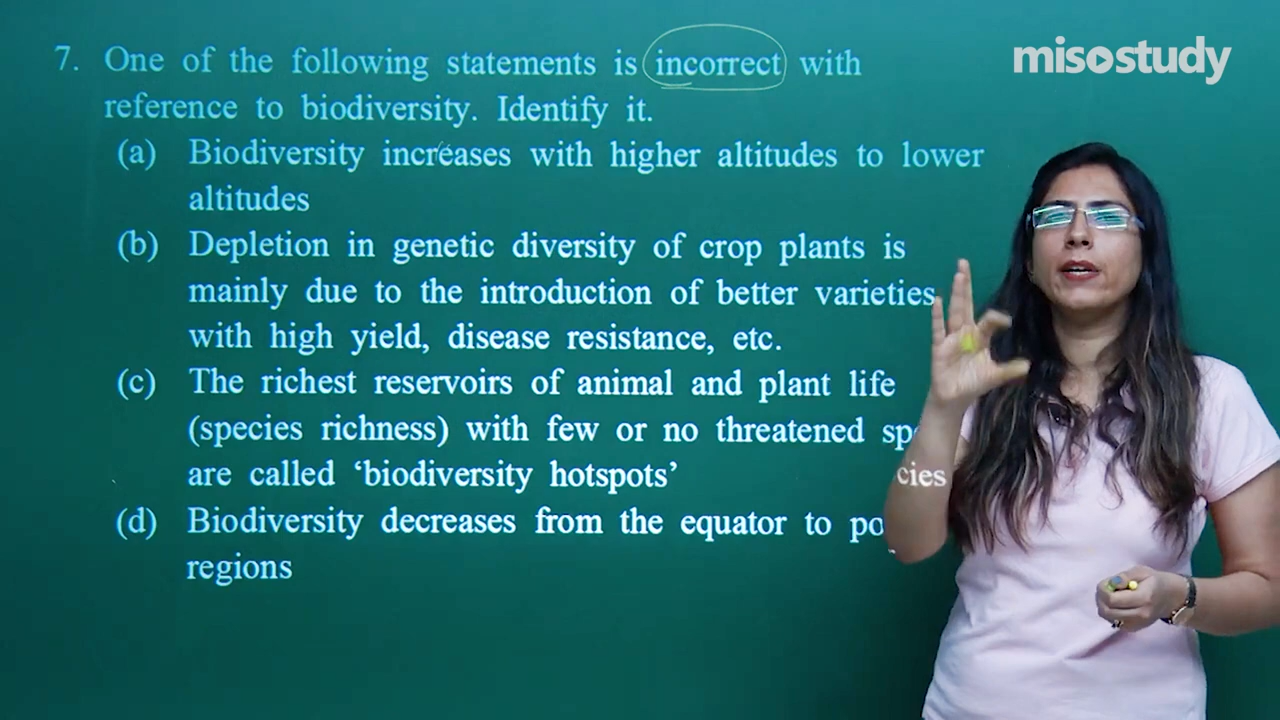 misostudy
7. One of the following statements is incorrect with
reference to biodiversity. Identify it.
(a) Biodiversity increases with higher altitudes to lower
altitudes
(b) Depletion in genetic diversity of crop plants is
mainly due to the introduction of better varieties
with high yield, disease resistance, etc.
(c) The richest reservoirs of animal and plant life
(species richness) with few or no threatened
are called ‘biodiversity hotspots’ cies
(d) Biodiversity decreases from the equator to
regions